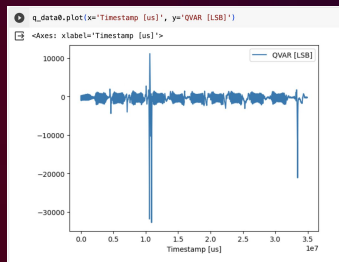 q_data0.plot(x='Timestamp [us]', y='QVAR [LSB]')
<Axes: xlabel='Timestamp [us]'>
QVAR [LSB]
10000
0
−10000
−20000
−30000
0.0 0.5 1.0 1.5 2.0 2.5 3.0 3.5
1e7
Timestamp [us]